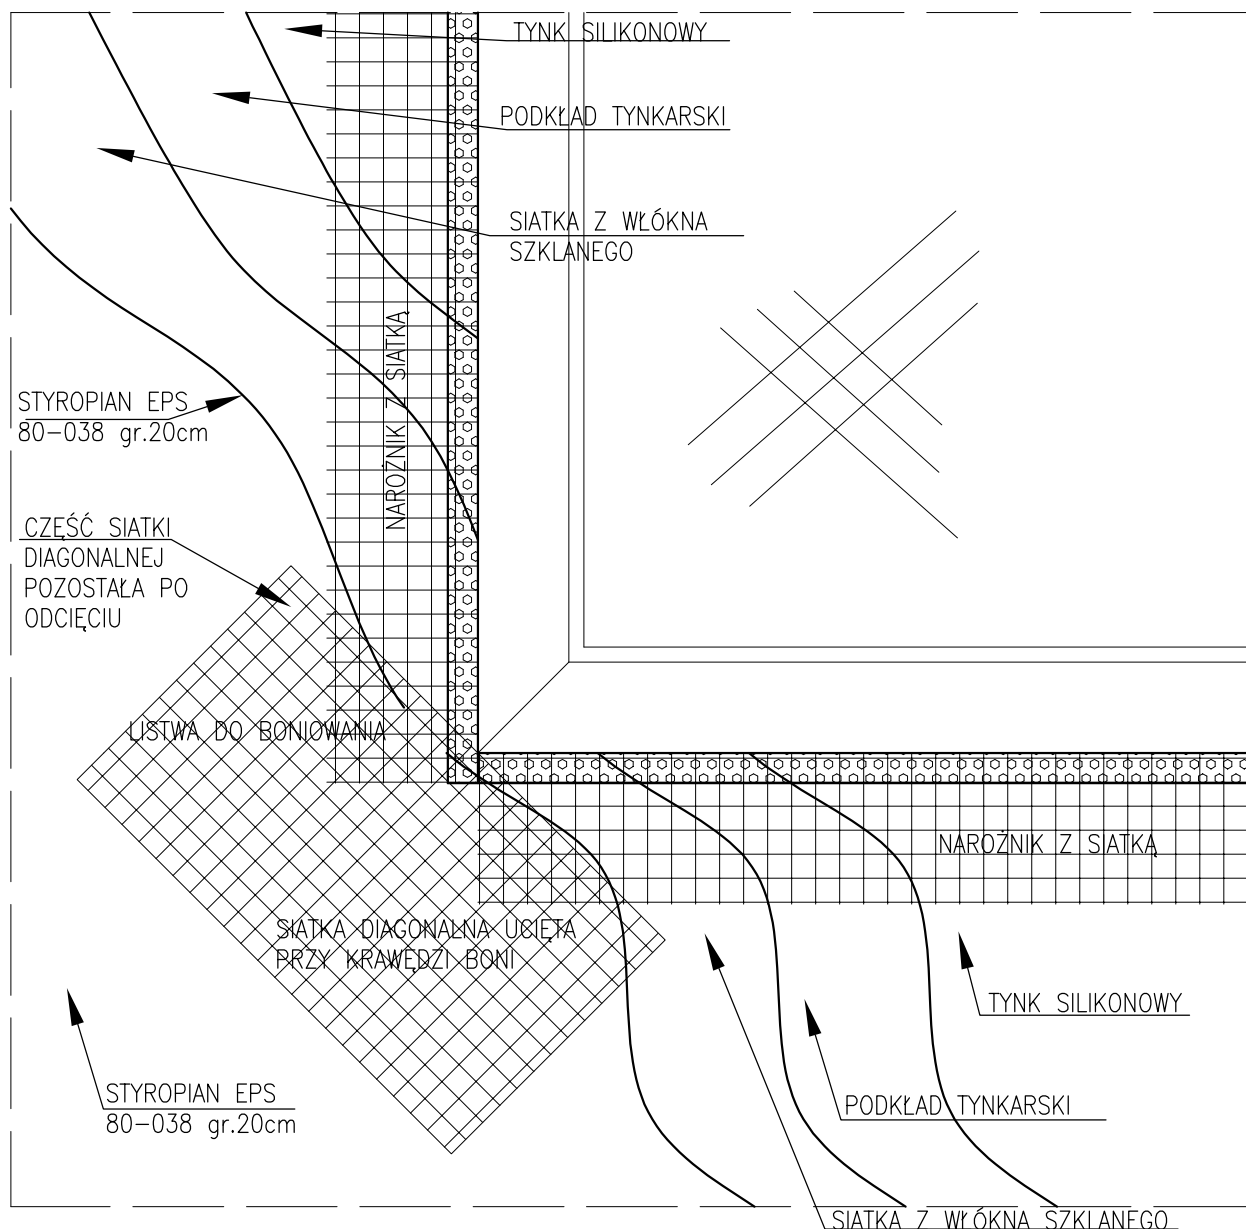 TYNK SILIKONOWY
PODKŁAD TYNKARSKI
SIATKA Z WŁÓKNA
SZKLANEGO
NAROŻNIK Z SIATKĄ
STYROPIAN EPS
80-038 gr.20cm
CZĘŚĆ SIATKI
DIAGONALNEJ
POZOSTAŁA PO
ODCIĘCIU
LISTWA DO BONIOWANIA
NAROŻNIK Z SIATKĄ
SIATKA DIAGONALNA UCIĘTA
PRZY KRAWĘDZI BONI
TYNK SILIKONOWY
STYROPIAN EPS
80-038 gr.20cm
PODKŁAD TYNKARSKI
SIATKA Z WŁÓKNA SZKLANEGO